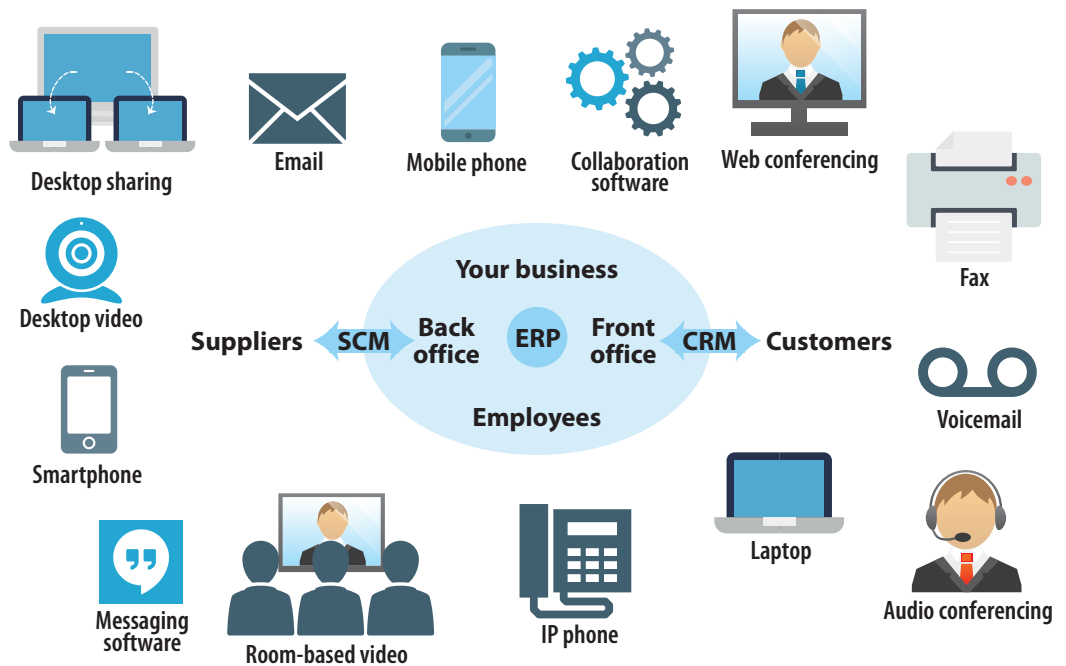 Desktop sharing
Email
Mobile phone
Collaboration
software
Web conferencing
Fax
Desktop video
Your business
Suppliers
SCM
Back
office
ERP
Front
office
CRM
Customers
Employees
Voicemail
Smartphone
Laptop
Audio conferencing
Messaging
software
Room-based video
IP phone